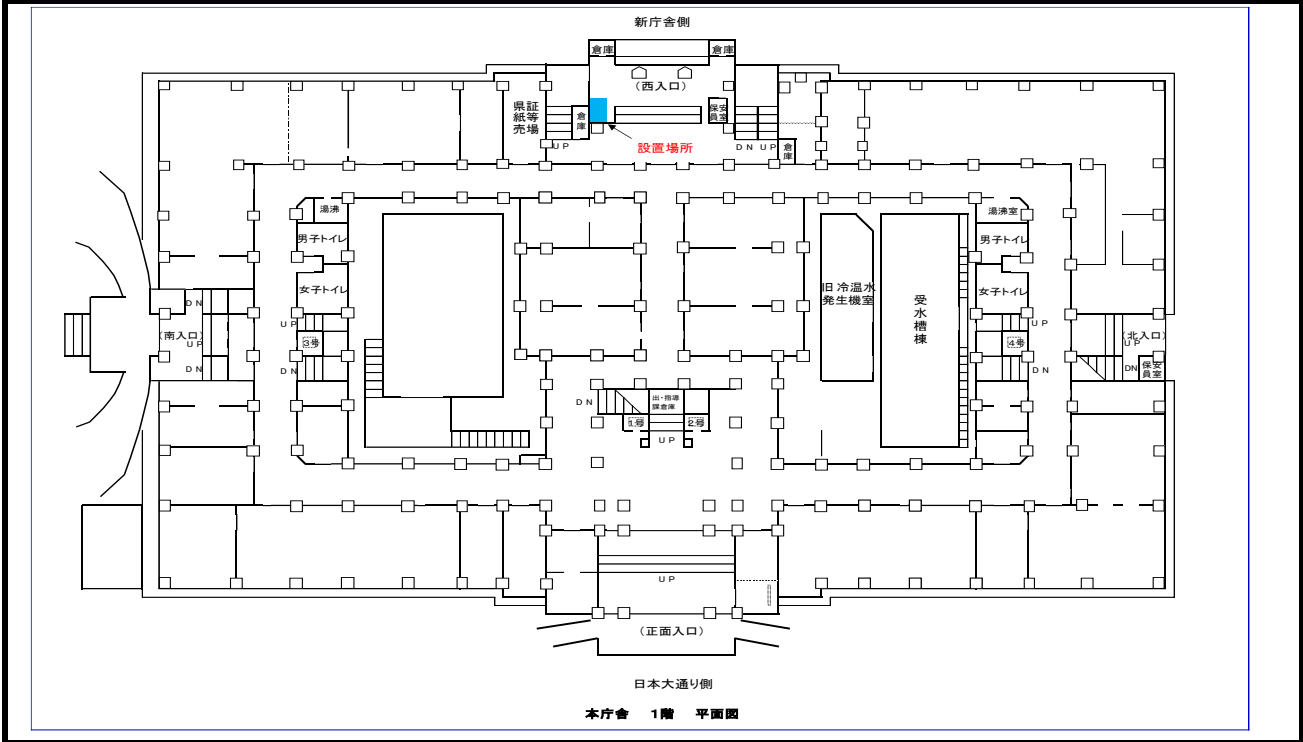 新庁舎側
倉庫
倉庫
(西入口)
県証
紙等
売場
倉庫
保安
員室
UP
設置場所
DN UP
倉庫
湯沸
湯沸室
男子トイレ
男子トイレ
女子トイレ
女子トイレ
旧冷温水
発生機室
受水槽棟
DN
(南入口)
UP
DN
UP
3号
DN
UP
4号
DN
(北入口)
UP
DN
保安
員室
DN
出・指導
課倉庫
1号
2号
UP
UP
(正面入口)
日本大通り側
本庁舎 1階 平面図